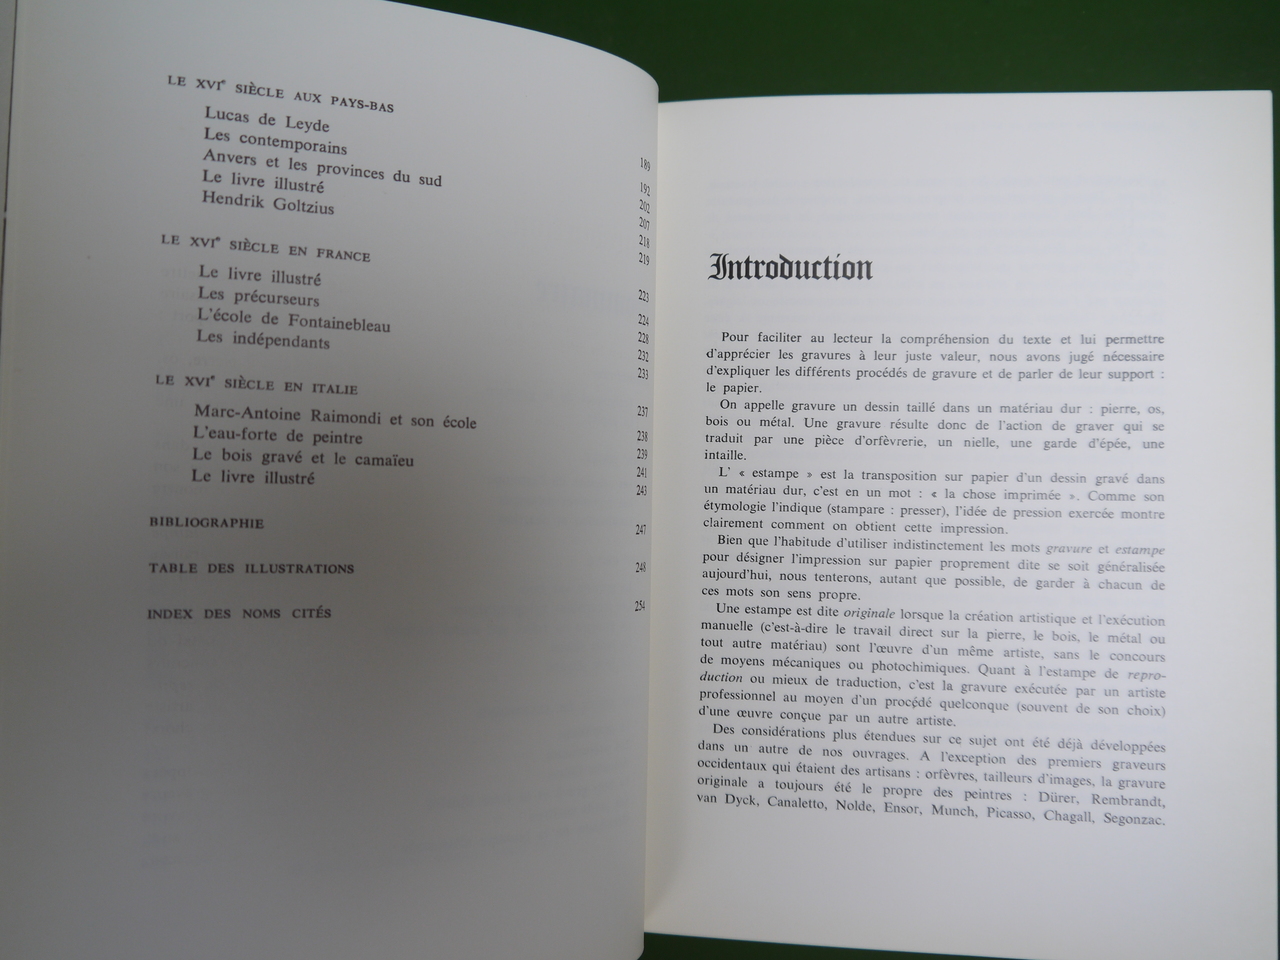 LE XVIe SIÈCLE AUX PAYS-BAS 189
Lucas de Leyde 192
Les contemporains 202
Anvers et les provinces du sud 207
Le livre illustré 218
Hendrik Goltzius 219
LE XVIe SIÈCLE EN FRANCE 223
Le livre illustré 224
Les précurseurs 228
L'école de Fontainebleau 232
Les indépendants 233
LE XVIe SIÈCLE EN ITALIE 237
Marc-Antoine Raimondi et son école 238
L'eau-forte de peintre 239
Le bois gravé et le camaïeu 241
Le livre illustré 243
BIBLIOGRAPHIE 247
TABLE DES ILLUSTRATIONS 248
INDEX DES NOMS CITÉS 254
Introduction
Pour faciliter au lecteur la compréhension du texte et lui permettre
d'apprécier les gravures à leur juste valeur, nous avons jugé nécessaire
d'expliquer les différents procédés de gravure et de parler de leur support :
le papier.
On appelle gravure un dessin taillé dans un matériau dur : pierre, os,
bois ou métal. Une gravure résulte donc de l'action de graver qui se
traduit par une pièce d'orfèvrerie, un nielle, une garde d'épée, une
intaille.
L' « estampe » est la transposition sur papier d'un dessin gravé dans
un matériau dur, c'est en un mot : « la chose imprimée ». Comme son
étymologie l'indique (stampare : presser), l'idée de pression exercée montre
clairement comment on obtient cette impression.
Bien que l'habitude d'utiliser indistinctement les mots gravure et estampe
pour désigner l'impression sur papier proprement dite se soit généralisée
aujourd'hui, nous tenterons, autant que possible, de garder à chacun de
ces mots son sens propre.
Une estampe est dite originale lorsque la création artistique et l'exécution
manuelle (c'est-à-dire le travail direct sur la pierre, le bois, le métal ou
tout autre matériau) sont l'œuvre d'un même artiste, sans le concours
de moyens mécaniques ou photochimiques. Quant à l'estampe de repro-
duction ou mieux de traduction, c'est la gravure exécutée par un artiste
professionnel au moyen d'un procédé quelconque (souvent de son choix)
d'une œuvre conçue par un autre artiste.
Des considérations plus étendues sur ce sujet ont été déjà développées
dans un autre de nos ouvrages. A l'exception des premiers graveurs
occidentaux qui étaient des artisans : orfèvres, tailleurs d'images, la gravure
originale a toujours été le propre des peintres : Dürer, Rembrandt,
van Dyck, Canaletto, Nolde, Ensor, Munch, Picasso, Chagall, Segonzac.